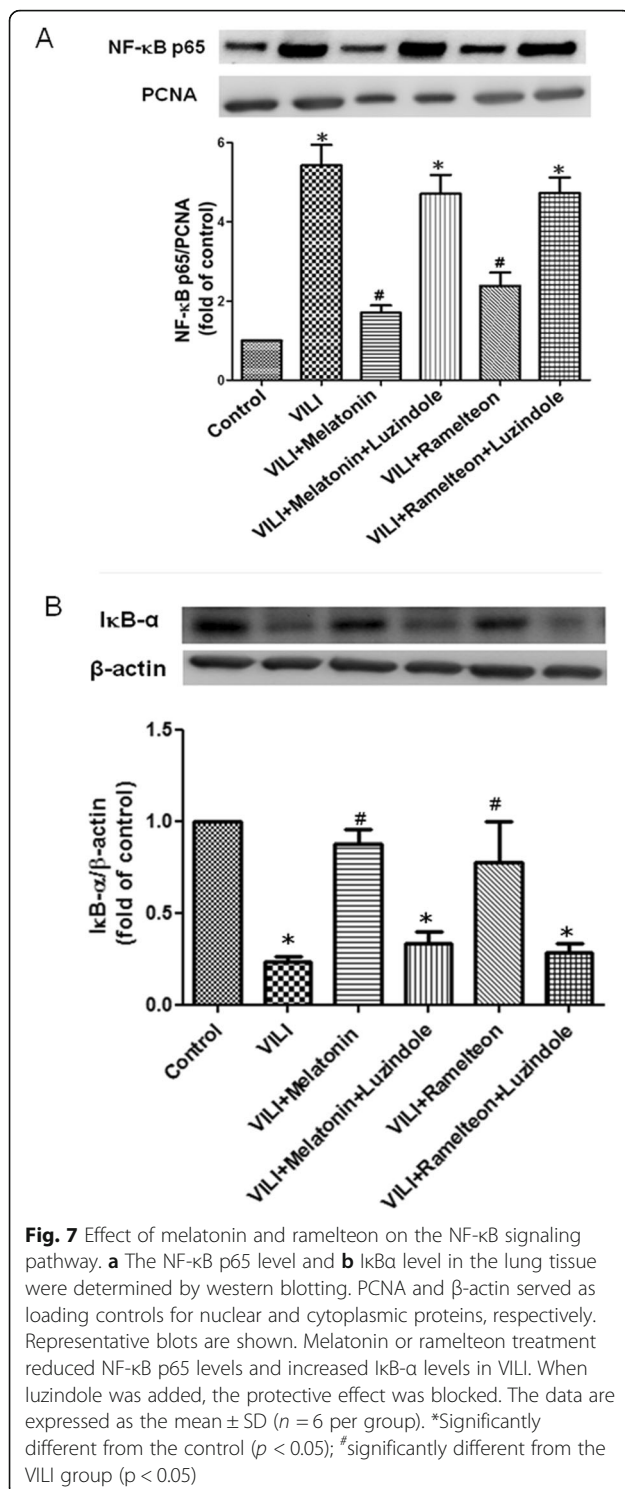 A
NF-κB p65
PCNA
NF-κB p65/PCNA
(fold of control)
6
4
2
0
*
#
*
#
*
Control
VILI
VILI+Melatonin
VILI+Melatonin+Luzindole
VILI+Ramelteon
VILI+Ramelteon+Luzindole
B
IκB-α
β-actin
IκB-α/β-actin
(fold of control)
1.5
1.0
0.5
0.0
*
#
*
#
*
Control
VILI
VILI+Melatonin
VILI+Melatonin+Luzindole
VILI+Ramelteon
VILI+Ramelteon+Luzindole
Fig. 7 Effect of melatonin and ramelteon on the NF-κB signaling
pathway. a The NF-κB p65 level and b IκBα level in the lung tissue
were determined by western blotting. PCNA and β-actin served as
loading controls for nuclear and cytoplasmic proteins, respectively.
Representative blots are shown. Melatonin or ramelteon treatment
reduced NF-κB p65 levels and increased IκB-α levels in VILI. When
luzindole was added, the protective effect was blocked. The data are
expressed as the mean ± SD (n = 6 per group). *Significantly
different from the control (p < 0.05); #significantly different from the
VILI group (p < 0.05)